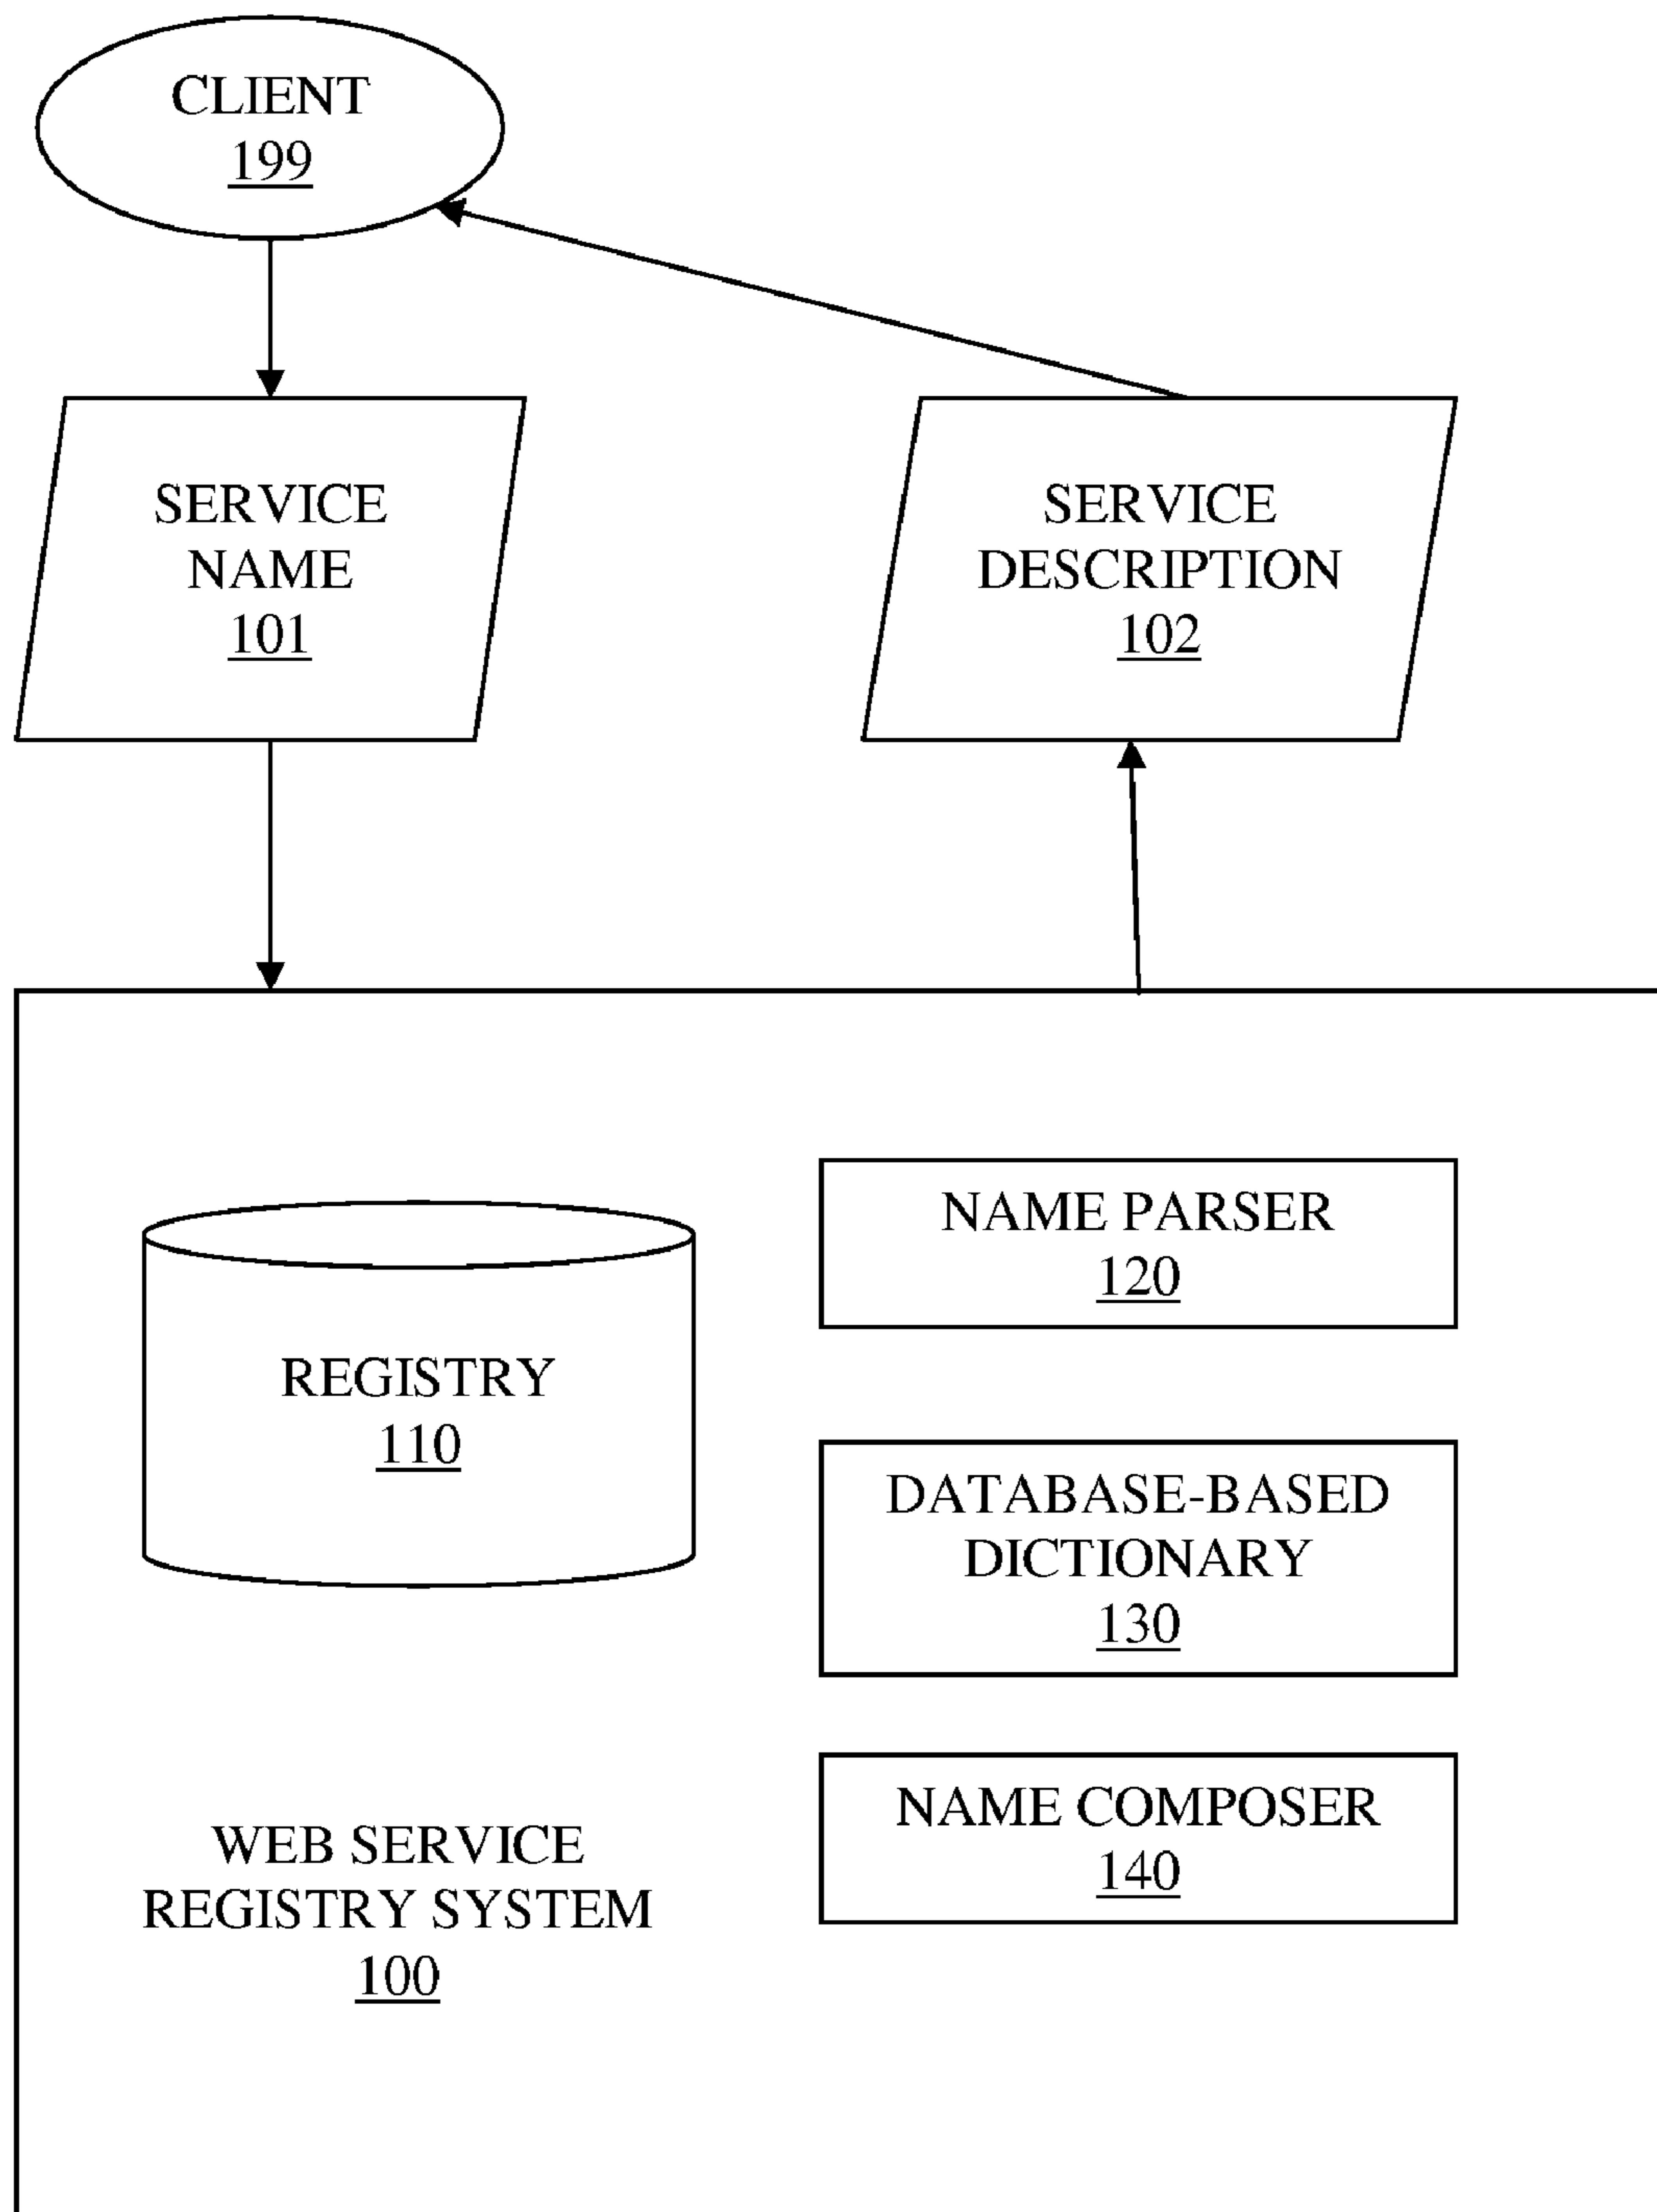 CLIENT
199
SERVICE
NAME
101
SERVICE
DESCRIPTION
102
REGISTRY
110
WEB SERVICE
REGISTRY SYSTEM
100
NAME PARSER
120
DATABASE-BASED
DICTIONARY
130
NAME COMPOSER
140